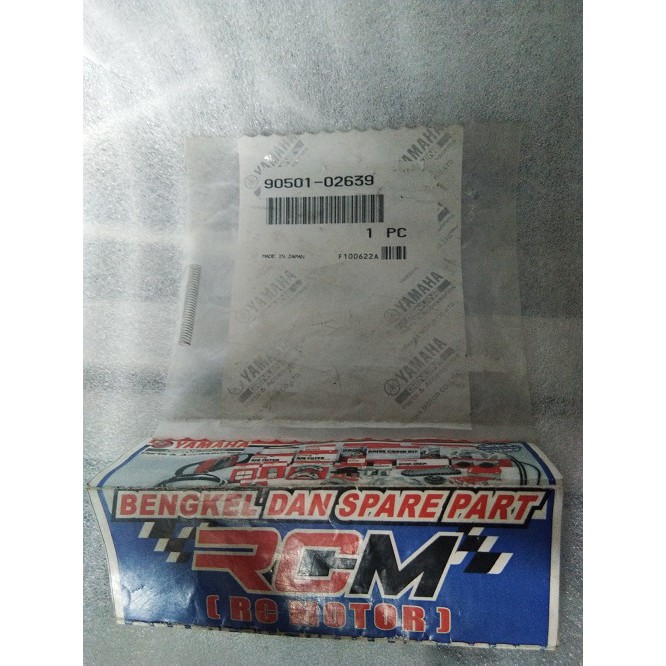 YAMAHA
90501-02639
1 PC
MADE IN JAPAN
F100622A
YAMAHA
YAMAHA
YAMAHA
YAMAHA
BENGKEL DAN SPARE PART
RCM
( RC MOTOR )